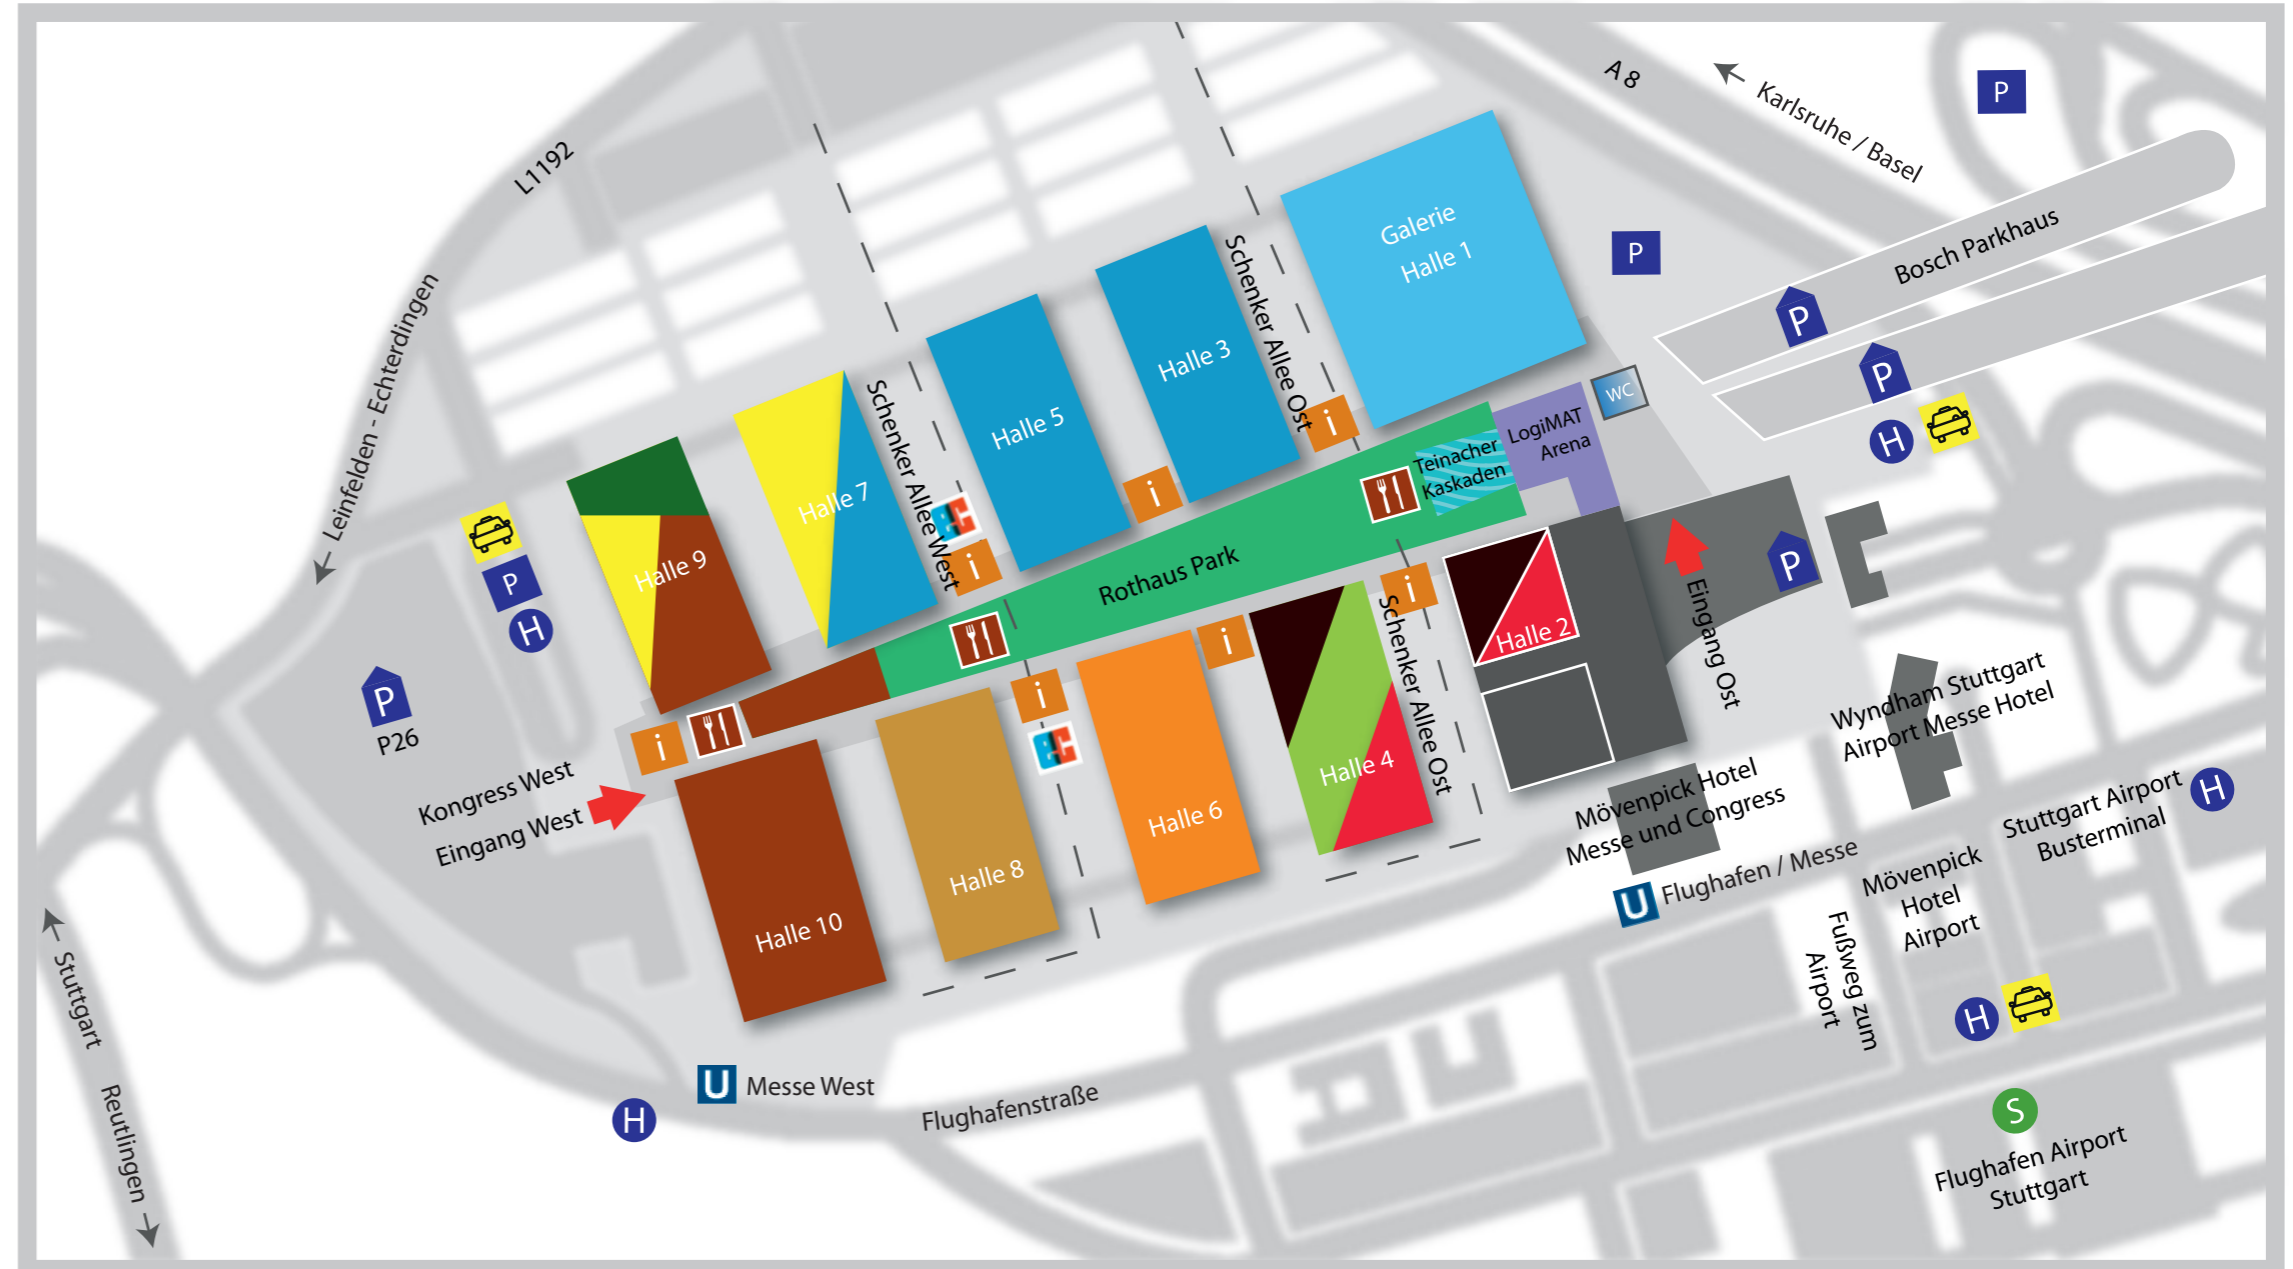 A 8
Karlsruhe / Basel
P
L1192
Leinfelden - Echterdingen
Galerie
Halle 1
P
Bosch Parkhaus
P
P
H
Schenker Allee Ost
Halle 3
Halle 5
Schenker Allee West
Halle 7
Halle 9
WC
LogiMAT
Arena
Teinacher
Kaskaden
i
i
i
Rothaus Park
P
H
P
P26
Kongress West
Eingang West
i
i
i
i
Halle 2
Halle 4
Schenker Allee Ost
Halle 6
Halle 8
Halle 10
Eingang Ost
P
Wyndham Stuttgart
Airport Messe Hotel
Mövenpick Hotel
Messe und Congress
U Flughafen / Messe
Stuttgart Airport
Busterminal
H
Mövenpick
Hotel
Airport
Fußweg zum
Airport
H
S
Flughafen Airport
Stuttgart
Stuttgart
Reutlingen
U Messe West
H
Flughafenstraße